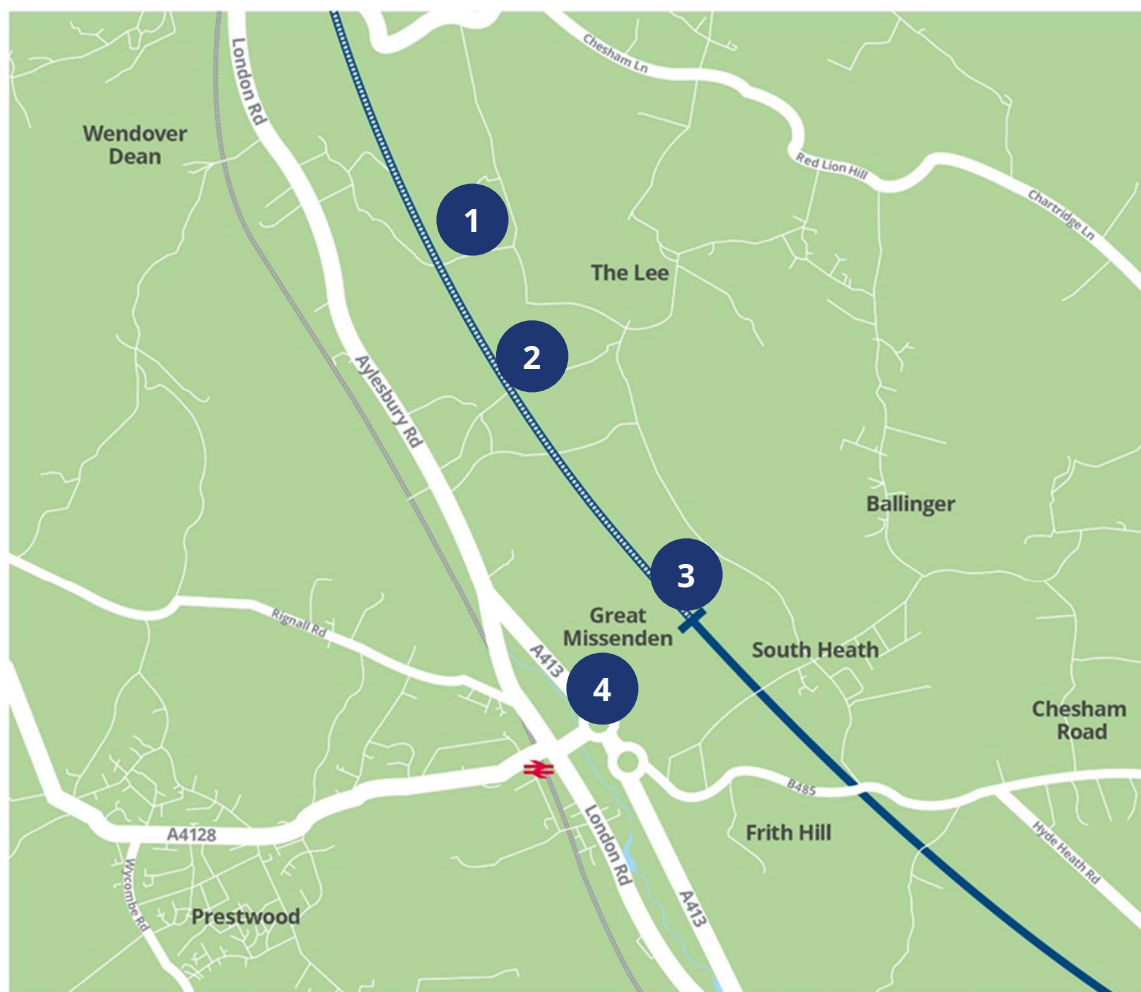 London Rd
Chesham Ln
Wendover
Dean
Red Lion Hill
Chartridge Ln
1
The Lee
2
Aylesbury Rd
Ballinger
3
Great
Missenden
Rignall Rd
A413
South Heath
4
Chesham
Road
B485
A4128
London Rd
Frith Hill
Hyde Heath Rd
Wycombe Rd
A413
Prestwood